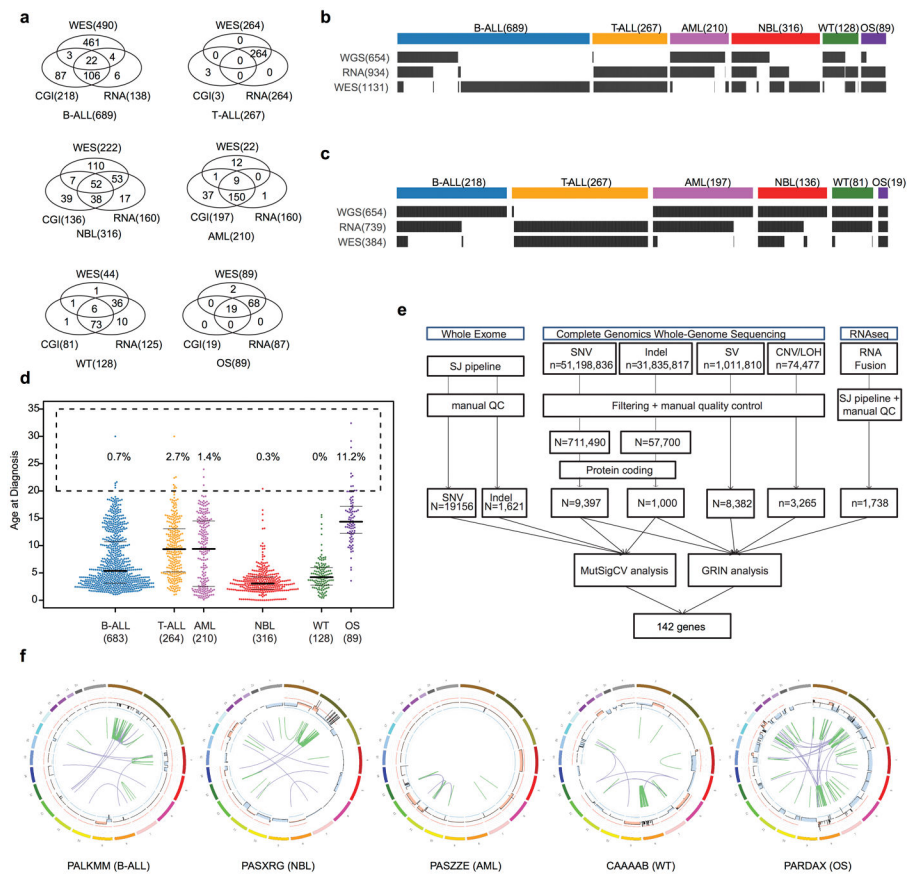 a
WES(490)
461
3
22
4
87
106
6
CGI(218)
RNA(138)
B-ALL(689)
WES(264)
0
0
0
264
3
0
0
CGI(3)
RNA(264)
T-ALL(267)
WES(222)
110
7
52
53
39
38
17
CGI(136)
RNA(160)
NBL(316)
WES(22)
12
1
9
0
37
150
1
CGI(197)
RNA(160)
AML(210)
WES(44)
1
1
6
36
1
73
10
CGI(81)
RNA(125)
WT(128)
WES(89)
2
0
19
68
0
0
0
CGI(19)
RNA(87)
OS(89)
b
B-ALL(689) T-ALL(267) AML(210) NBL(316) WT(128) OS(89)
WGS(654)
RNA(934)
WES(1131)
c
B-ALL(218) T-ALL(267) AML(197) NBL(136) WT(81) OS(19)
WGS(654)
RNA(739)
WES(384)
d
Age at Diagnosis
35
30
25
20
15
10
5
0
0.7% 2.7% 1.4% 0.3% 0% 11.2%
B-ALL T-ALL AML NBL WT OS
(683) (264) (210) (316) (128) (89)
e
Whole Exome
Complete Genomics Whole-Genome Sequencing
RNAseq
SJ pipeline
SNV
n=51,198,836
Indel
n=31,835,817
SV
n=1,011,810
CNV/LOH
n=74,477
RNA
Fusion
manual QC
Filtering + manual quality control
SJ pipeline +
manual QC
N=711,490
N=57,700
Protein coding
SNV
N=19156
Indel
N=1,621
N=9,397
N=1,000
n=8,382
n=3,265
n=1,738
MutSigCV analysis
GRIN analysis
142 genes
f
PALKMM (B-ALL)
PASXRG (NBL)
PASZZE (AML)
CAAAAB (WT)
PARDAX (OS)